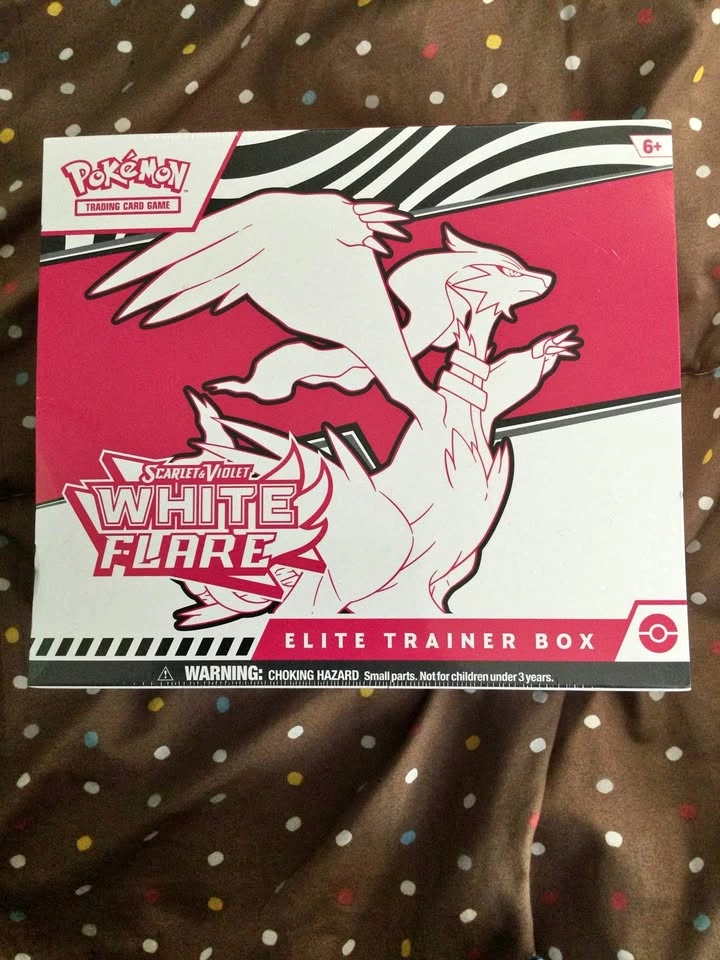 POKéMON
TRADING CARD GAME
6+
SCARLET & VIOLET
WHITE
FLARE
ELITE TRAINER BOX
WARNING: CHOKING HAZARD Small parts. Not for children under 3 years.